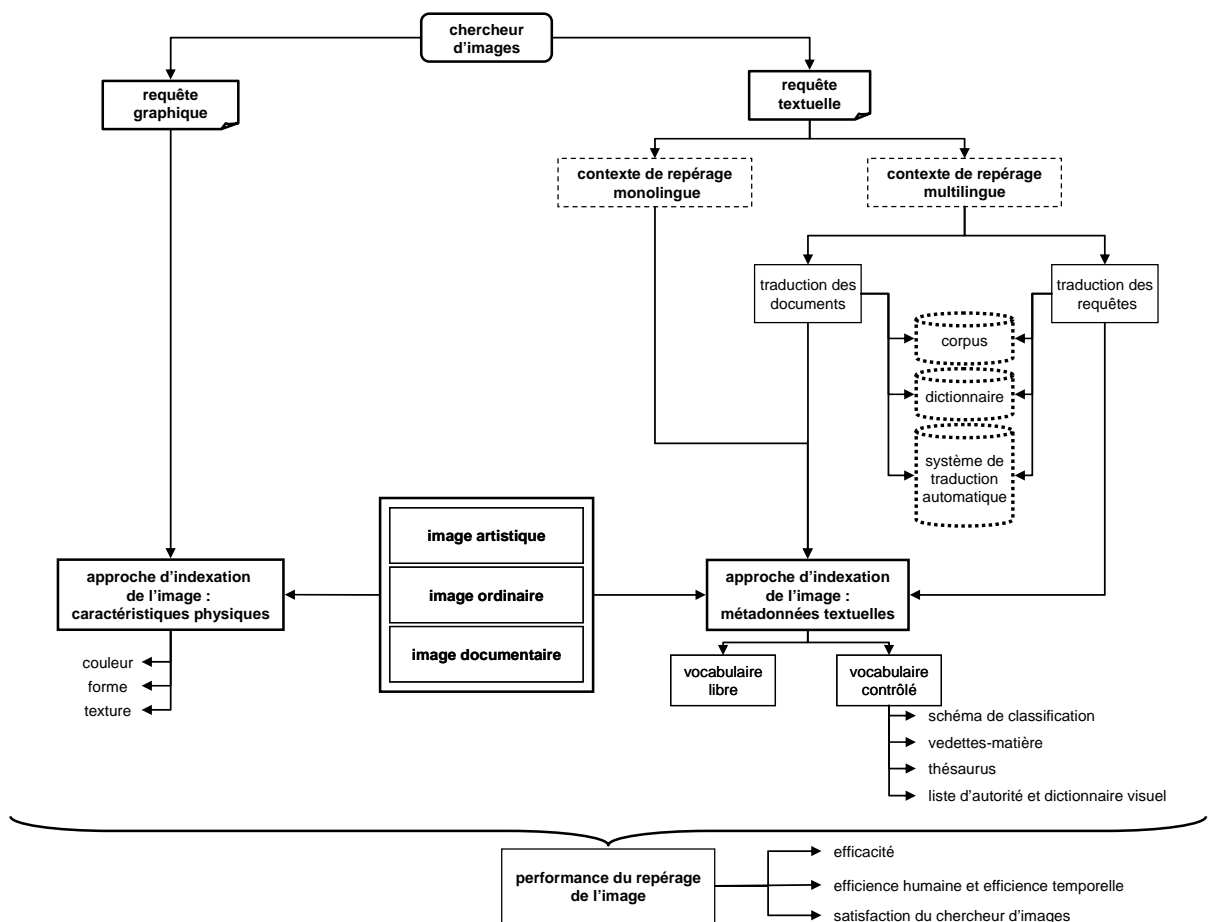 chercheur
d'images
requête
graphique
requête
textuelle
contexte de repérage
monolingue
contexte de repérage
multilingue
traduction des
documents
traduction des
requêtes
corpus
dictionnaire
système de
traduction
automatique
image artistique
image ordinaire
image documentaire
approche d'indexation
de l'image :
caractéristiques physiques
approche d'indexation
de l'image :
métadonnées textuelles
couleur
forme
texture
vocabulaire
libre
vocabulaire
contrôlé
schéma de classification
vedettes-matière
thésaurus
liste d'autorité et dictionnaire visuel
performance du repérage
de l'image
efficacité
efficience humaine et efficience temporelle
satisfaction du chercheur d'images